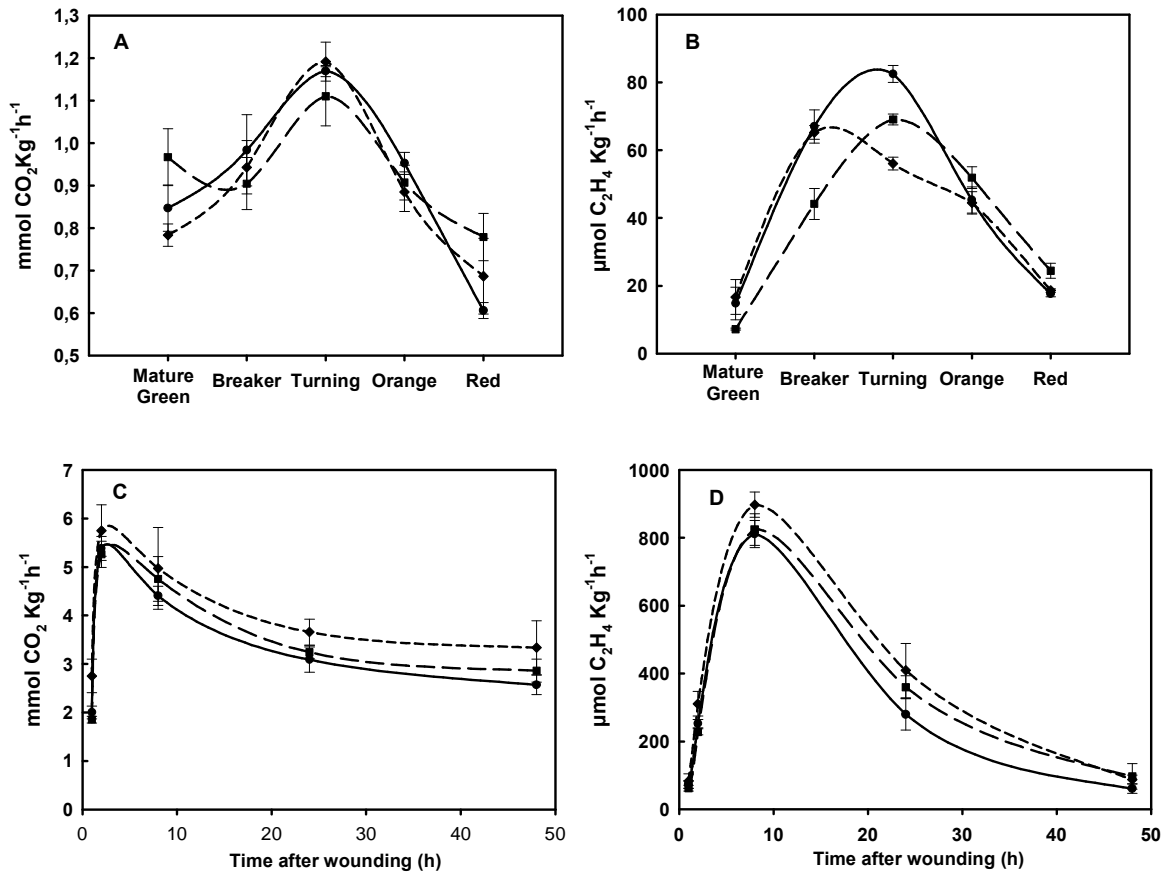 A
mmol CO₂Kg⁻¹h⁻¹
1,3
1,2
1,1
1,0
0,9
0,8
0,7
0,6
0,5
Mature Green Breaker Turning Orange Red
B
µmol C₂H₄ Kg⁻¹h⁻¹
100
80
60
40
20
0
Mature Green Breaker Turning Orange Red
C
mmol CO₂ Kg⁻¹h⁻¹
7
6
5
4
3
2
1
0
0 10 20 30 40 50
Time after wounding (h)
D
µmol C₂H₄ Kg⁻¹h⁻¹
1000
800
600
400
200
0
0 10 20 30 40 50
Time after wounding (h)